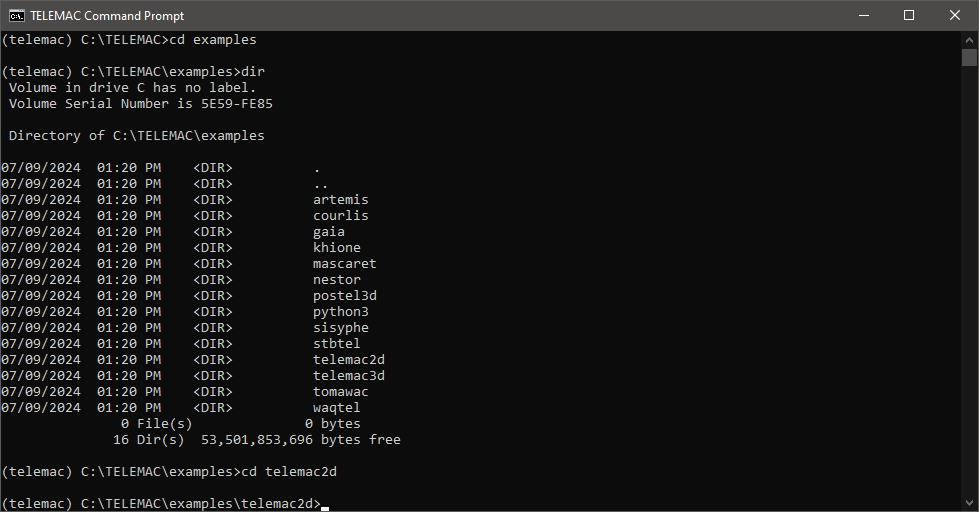 TELEMAC Command Prompt
(telemac) C:\TELEMAC>cd examples
(telemac) C:\TELEMAC\examples>dir
 Volume in drive C has no label.
 Volume Serial Number is 5E59-FE85
 Directory of C:\TELEMAC\examples
07/09/2024  01:20 PM    <DIR>          .
07/09/2024  01:20 PM    <DIR>          ..
07/09/2024  01:20 PM    <DIR>          artemis
07/09/2024  01:20 PM    <DIR>          courlis
07/09/2024  01:20 PM    <DIR>          gaia
07/09/2024  01:20 PM    <DIR>          khione
07/09/2024  01:20 PM    <DIR>          mascaret
07/09/2024  01:20 PM    <DIR>          nestor
07/09/2024  01:20 PM    <DIR>          postel3d
07/09/2024  01:20 PM    <DIR>          python3
07/09/2024  01:20 PM    <DIR>          sisyphe
07/09/2024  01:20 PM    <DIR>          stbtel
07/09/2024  01:20 PM    <DIR>          telemac2d
07/09/2024  01:20 PM    <DIR>          telemac3d
07/09/2024  01:20 PM    <DIR>          tomawac
07/09/2024  01:20 PM    <DIR>          waqtel
               0 File(s)              0 bytes
              16 Dir(s)  53,501,853,696 bytes free
(telemac) C:\TELEMAC\examples>cd telemac2d
(telemac) C:\TELEMAC\examples\telemac2d>